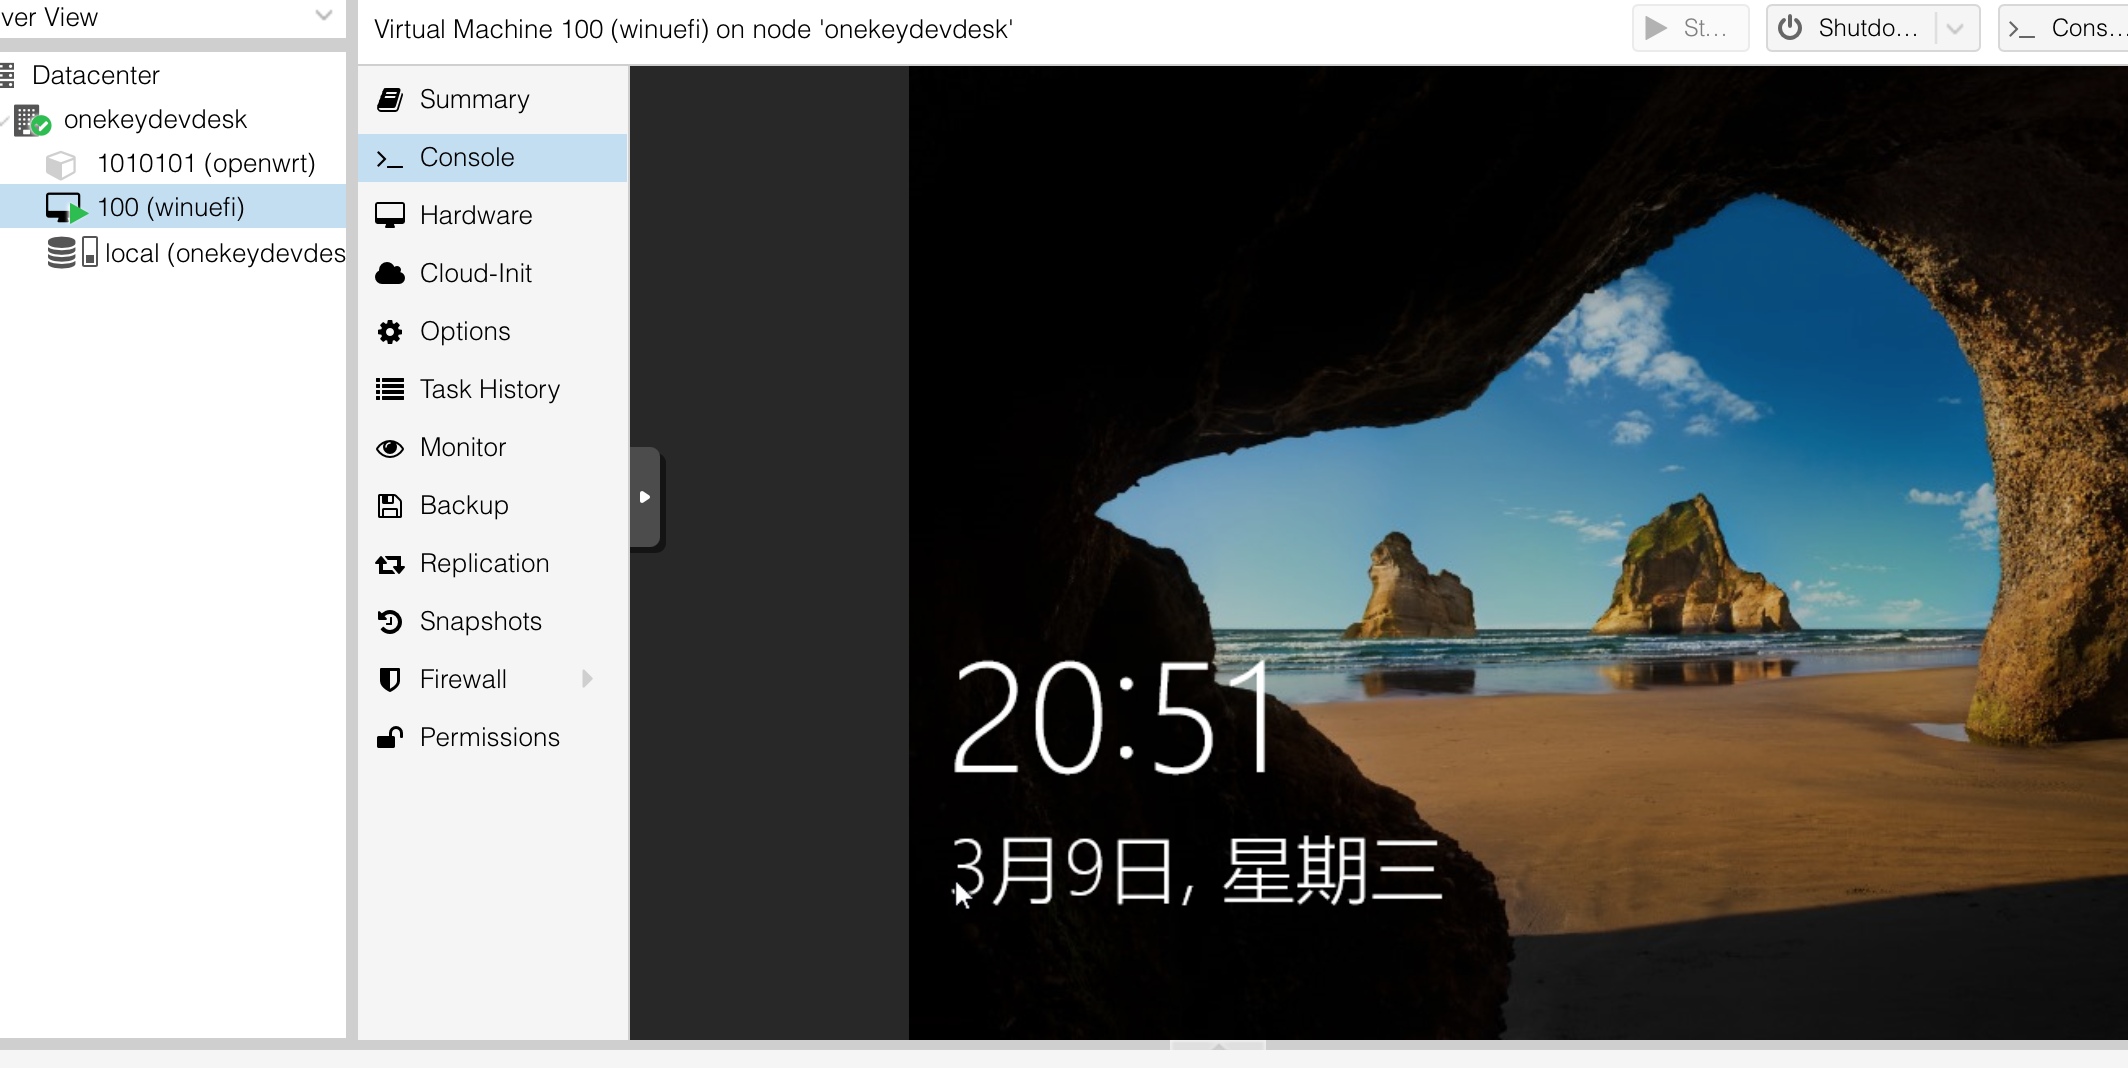 ver View
Virtual Machine 100 (winuefi) on node 'onekeydevdesk'
St...
Shutdo...
Cons...
Datacenter
onekeydevdesk
1010101 (openwrt)
100 (winuefi)
local (onekeydevdes
Summary
Console
Hardware
Cloud-Init
Options
Task History
Monitor
Backup
Replication
Snapshots
Firewall
Permissions
20:51
3月9日, 星期三